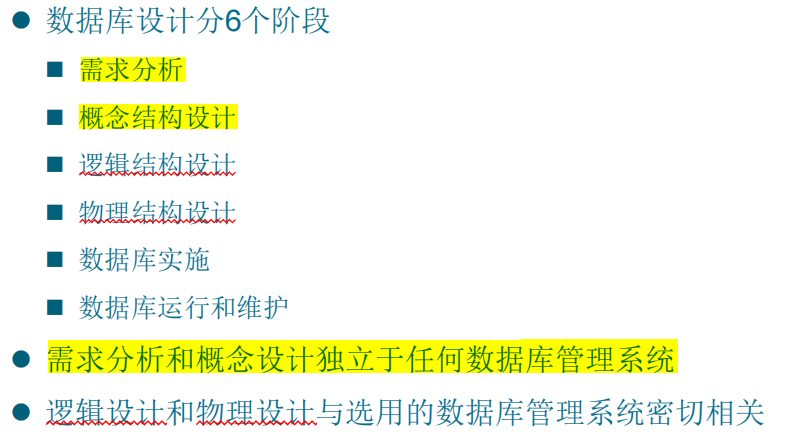 数据库设计分6个阶段
需求分析
概念结构设计
逻辑结构设计
物理结构设计
数据库实施
数据库运行和维护
需求分析和概念设计独立于任何数据库管理系统
逻辑设计和物理设计与选用的数据库管理系统密切相关